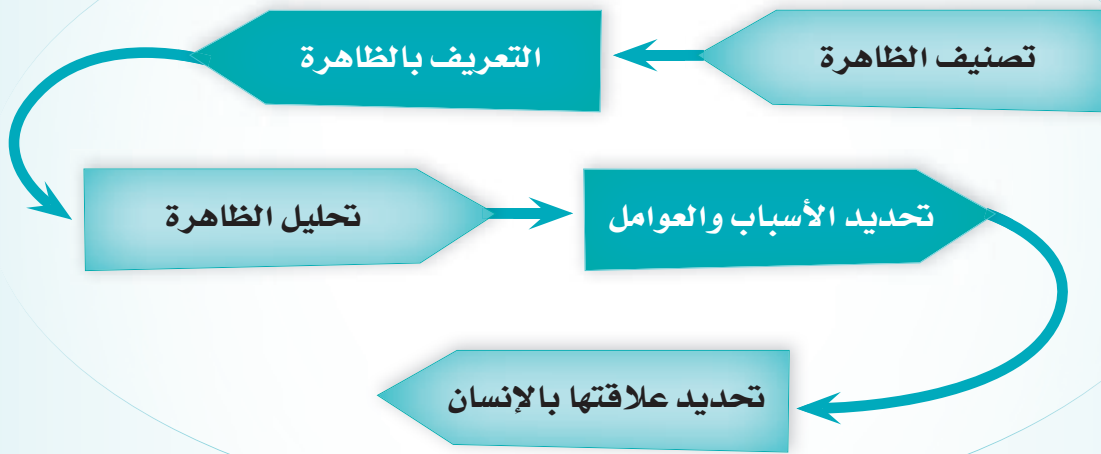 تصنيف الظاهرة
التعريف بالظاهرة
تحليل الظاهرة
تحديد الأسباب والعوامل
تحديد علاقتها بالإنسان